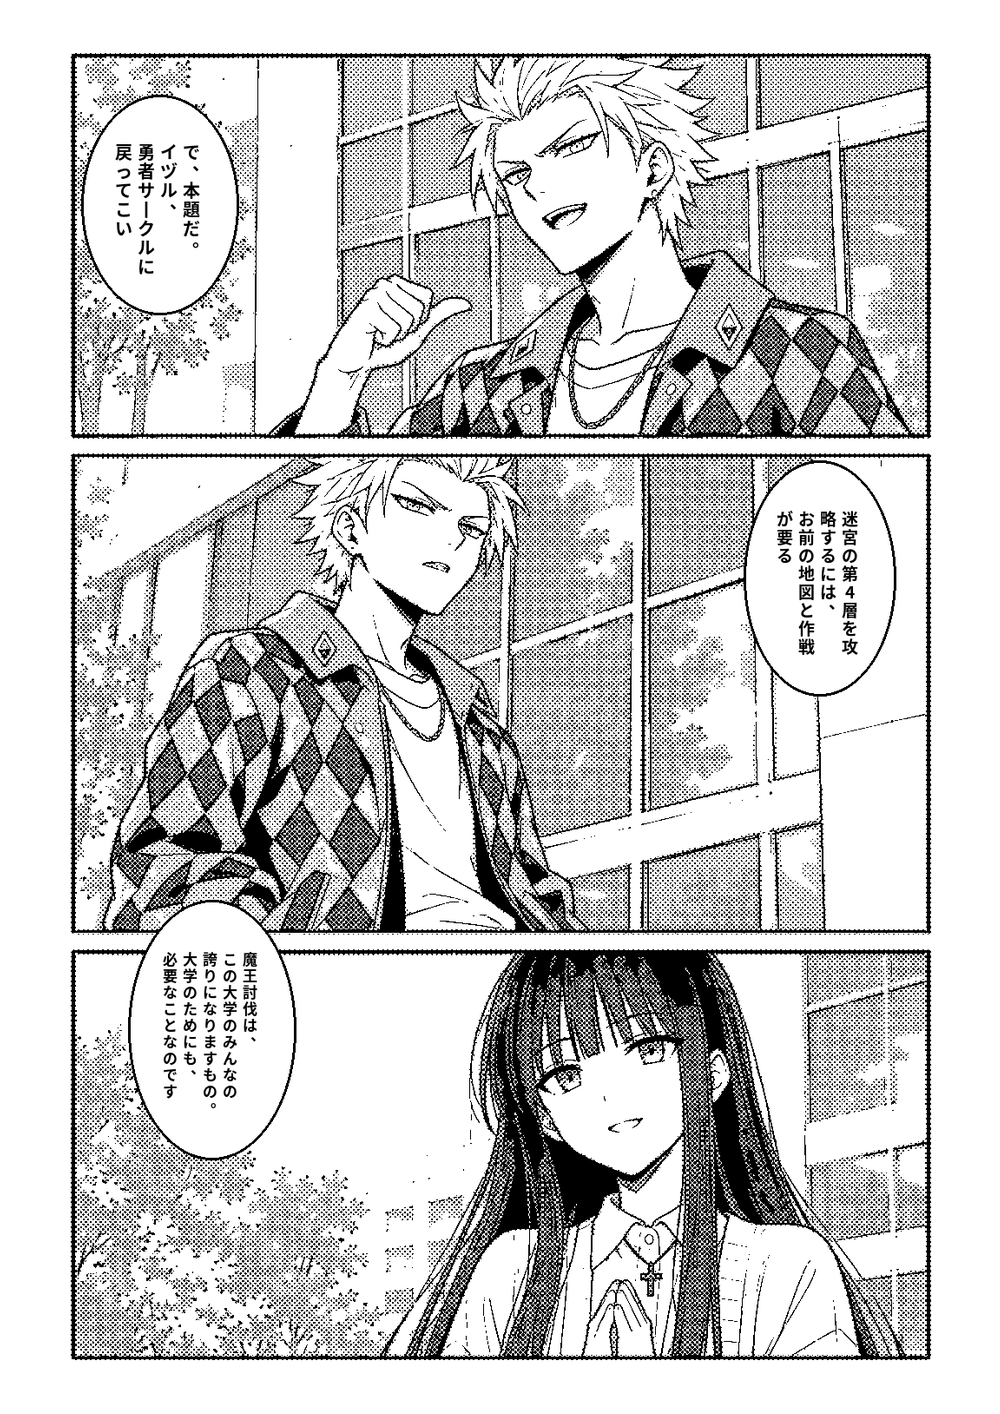 で、本題だ。
イヅル、
勇者サークルに
戻ってこい
迷宮の第4層を攻
略するには、
お前の地図と作戦
が要る
魔王討伐は、
この大学のみんなの
誇りになりますもの。
大学のためにも、
必要なことなのです